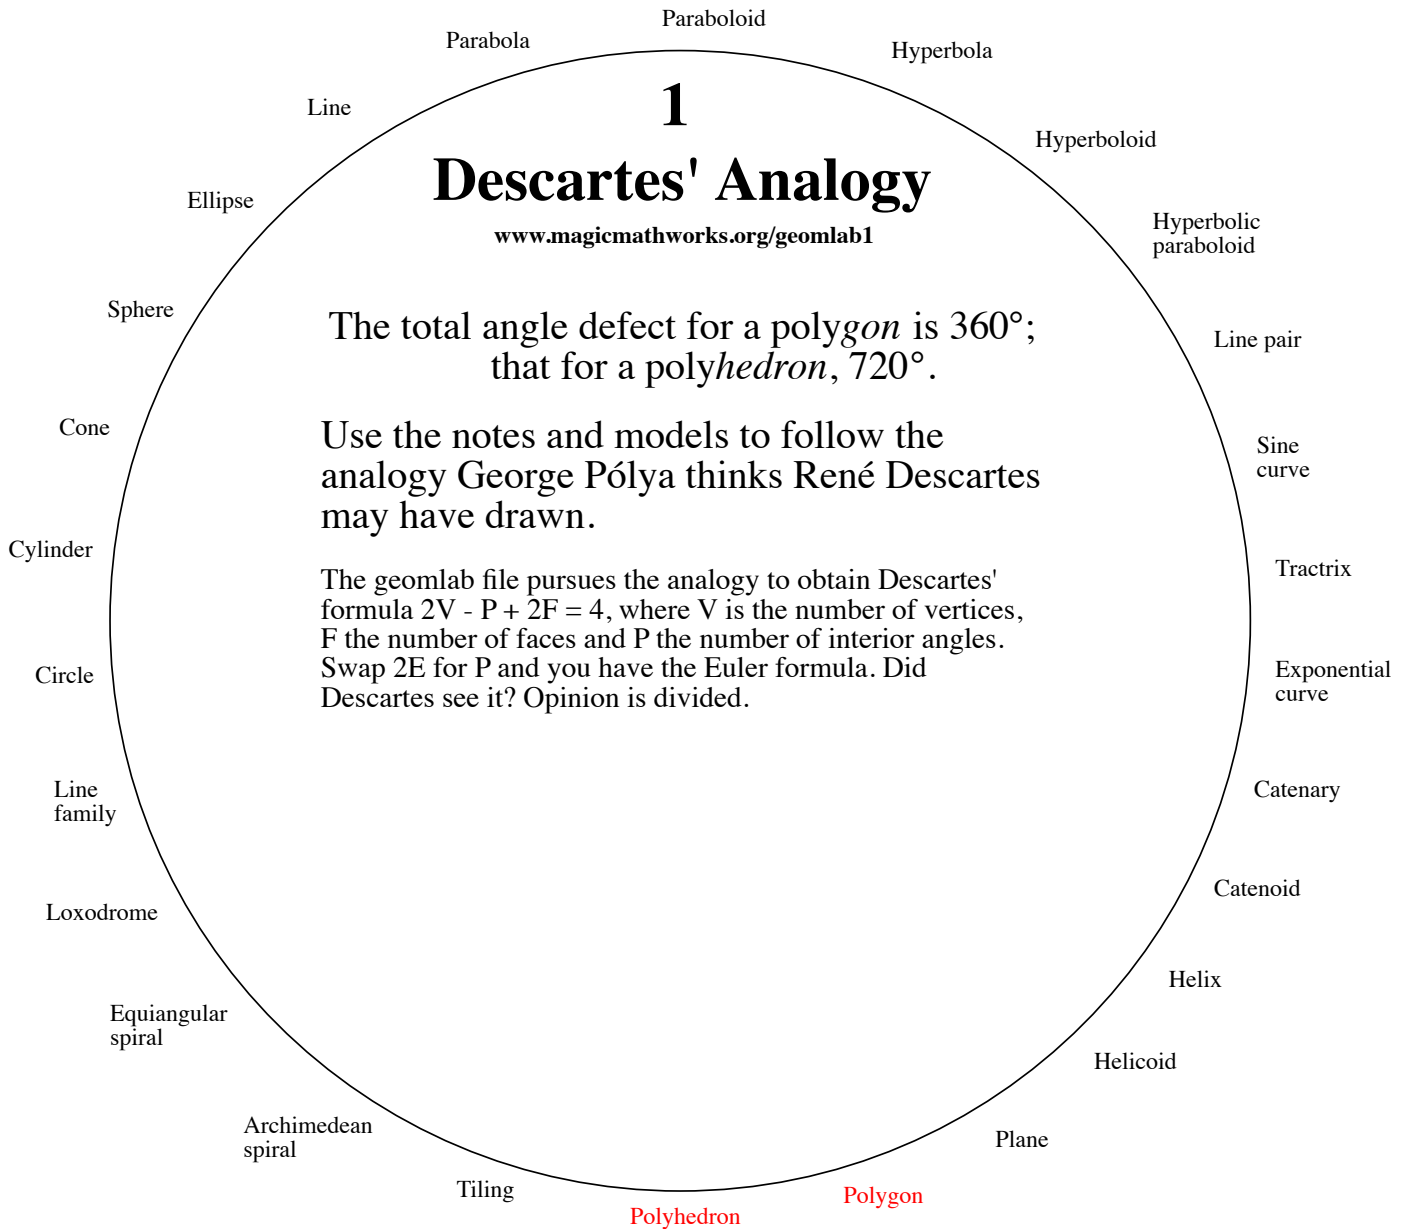 Paraboloid
Parabola
Hyperbola
Line
Hyperboloid
Ellipse
Hyperbolic
paraboloid
Sphere
Line pair
Cone
Sine
curve
Cylinder
Tractrix
Circle
Exponential
curve
Line
family
Catenary
Loxodrome
Catenoid
Equiangular
spiral
Helix
Helicoid
Archimedean
spiral
Plane
Tiling
Polygon
Polyhedron
1
Descartes' Analogy
www.magicmathworks.org/geomlab1
The total angle defect for a polygon is 360°;
that for a polyhedron, 720°.
Use the notes and models to follow the
analogy George Pólya thinks René Descartes
may have drawn.
The geomlab file pursues the analogy to obtain Descartes'
formula 2V - P + 2F = 4, where V is the number of vertices,
F the number of faces and P the number of interior angles.
Swap 2E for P and you have the Euler formula. Did
Descartes see it? Opinion is divided.